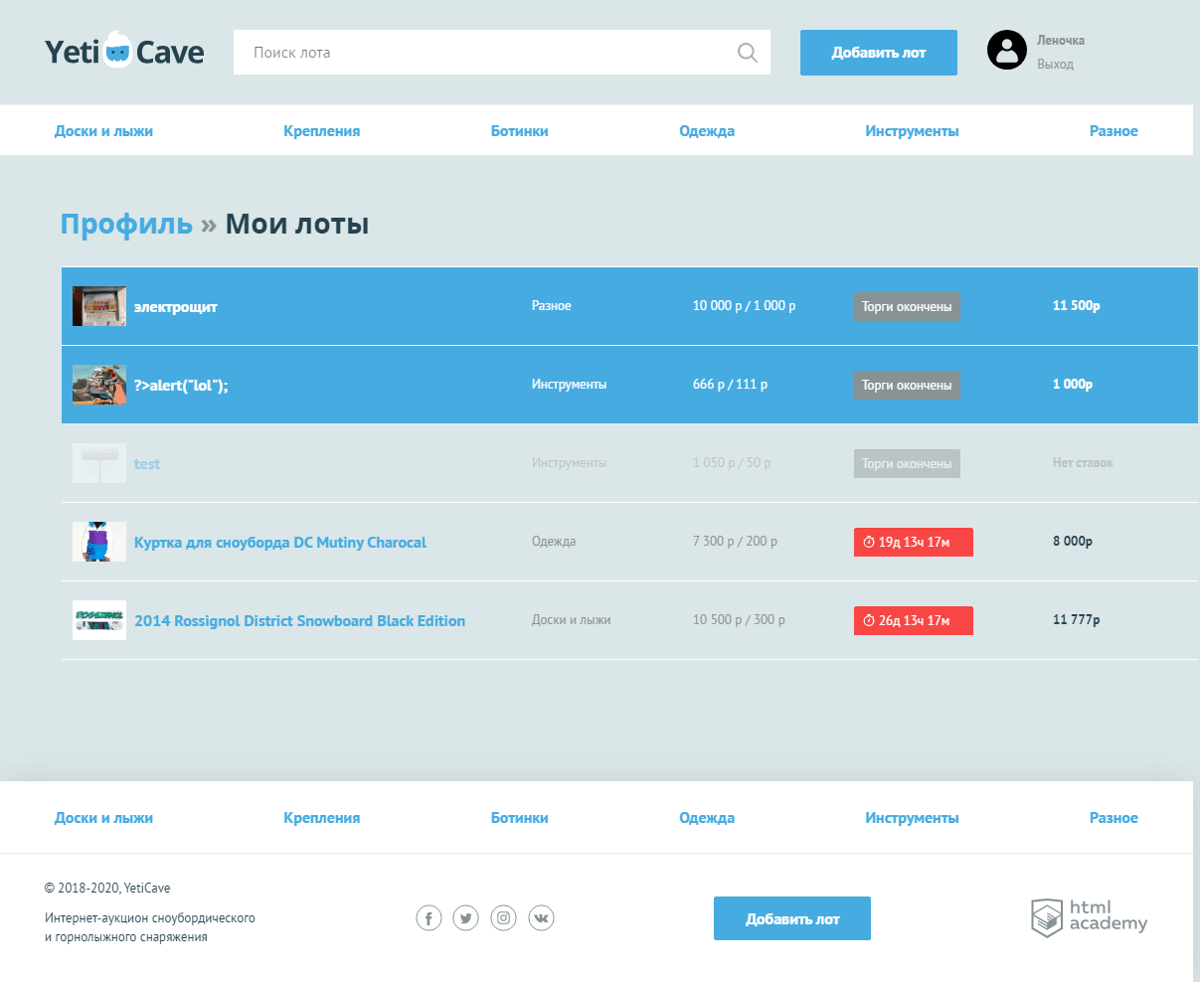 Yeti Cave
Поиск лота
Добавить лот
Леночка
Выход
Доски и лыжи Крепления Ботинки Одежда Инструменты Разное
Профиль » Мои лоты
электрощит Разное 10 000 р / 1 000 р Торги окончены 11 500р
?>alert("lol"); Инструменты 666 р / 111 р Торги окончены 1 000р
test Инструменты 1 050 р / 50 р Торги окончены Нет ставок
Куртка для сноуборда DC Mutiny Charocal Одежда 7 300 р / 200 р 19д 13ч 17м 8 000р
2014 Rossignol District Snowboard Black Edition Доски и лыжи 10 500 р / 300 р 26д 13ч 17м 11 777р
Доски и лыжи Крепления Ботинки Одежда Инструменты Разное
© 2018-2020, YetiCave
Интернет-аукцион сноубордического
и горнолыжного снаряжения
Добавить лот
html
academy